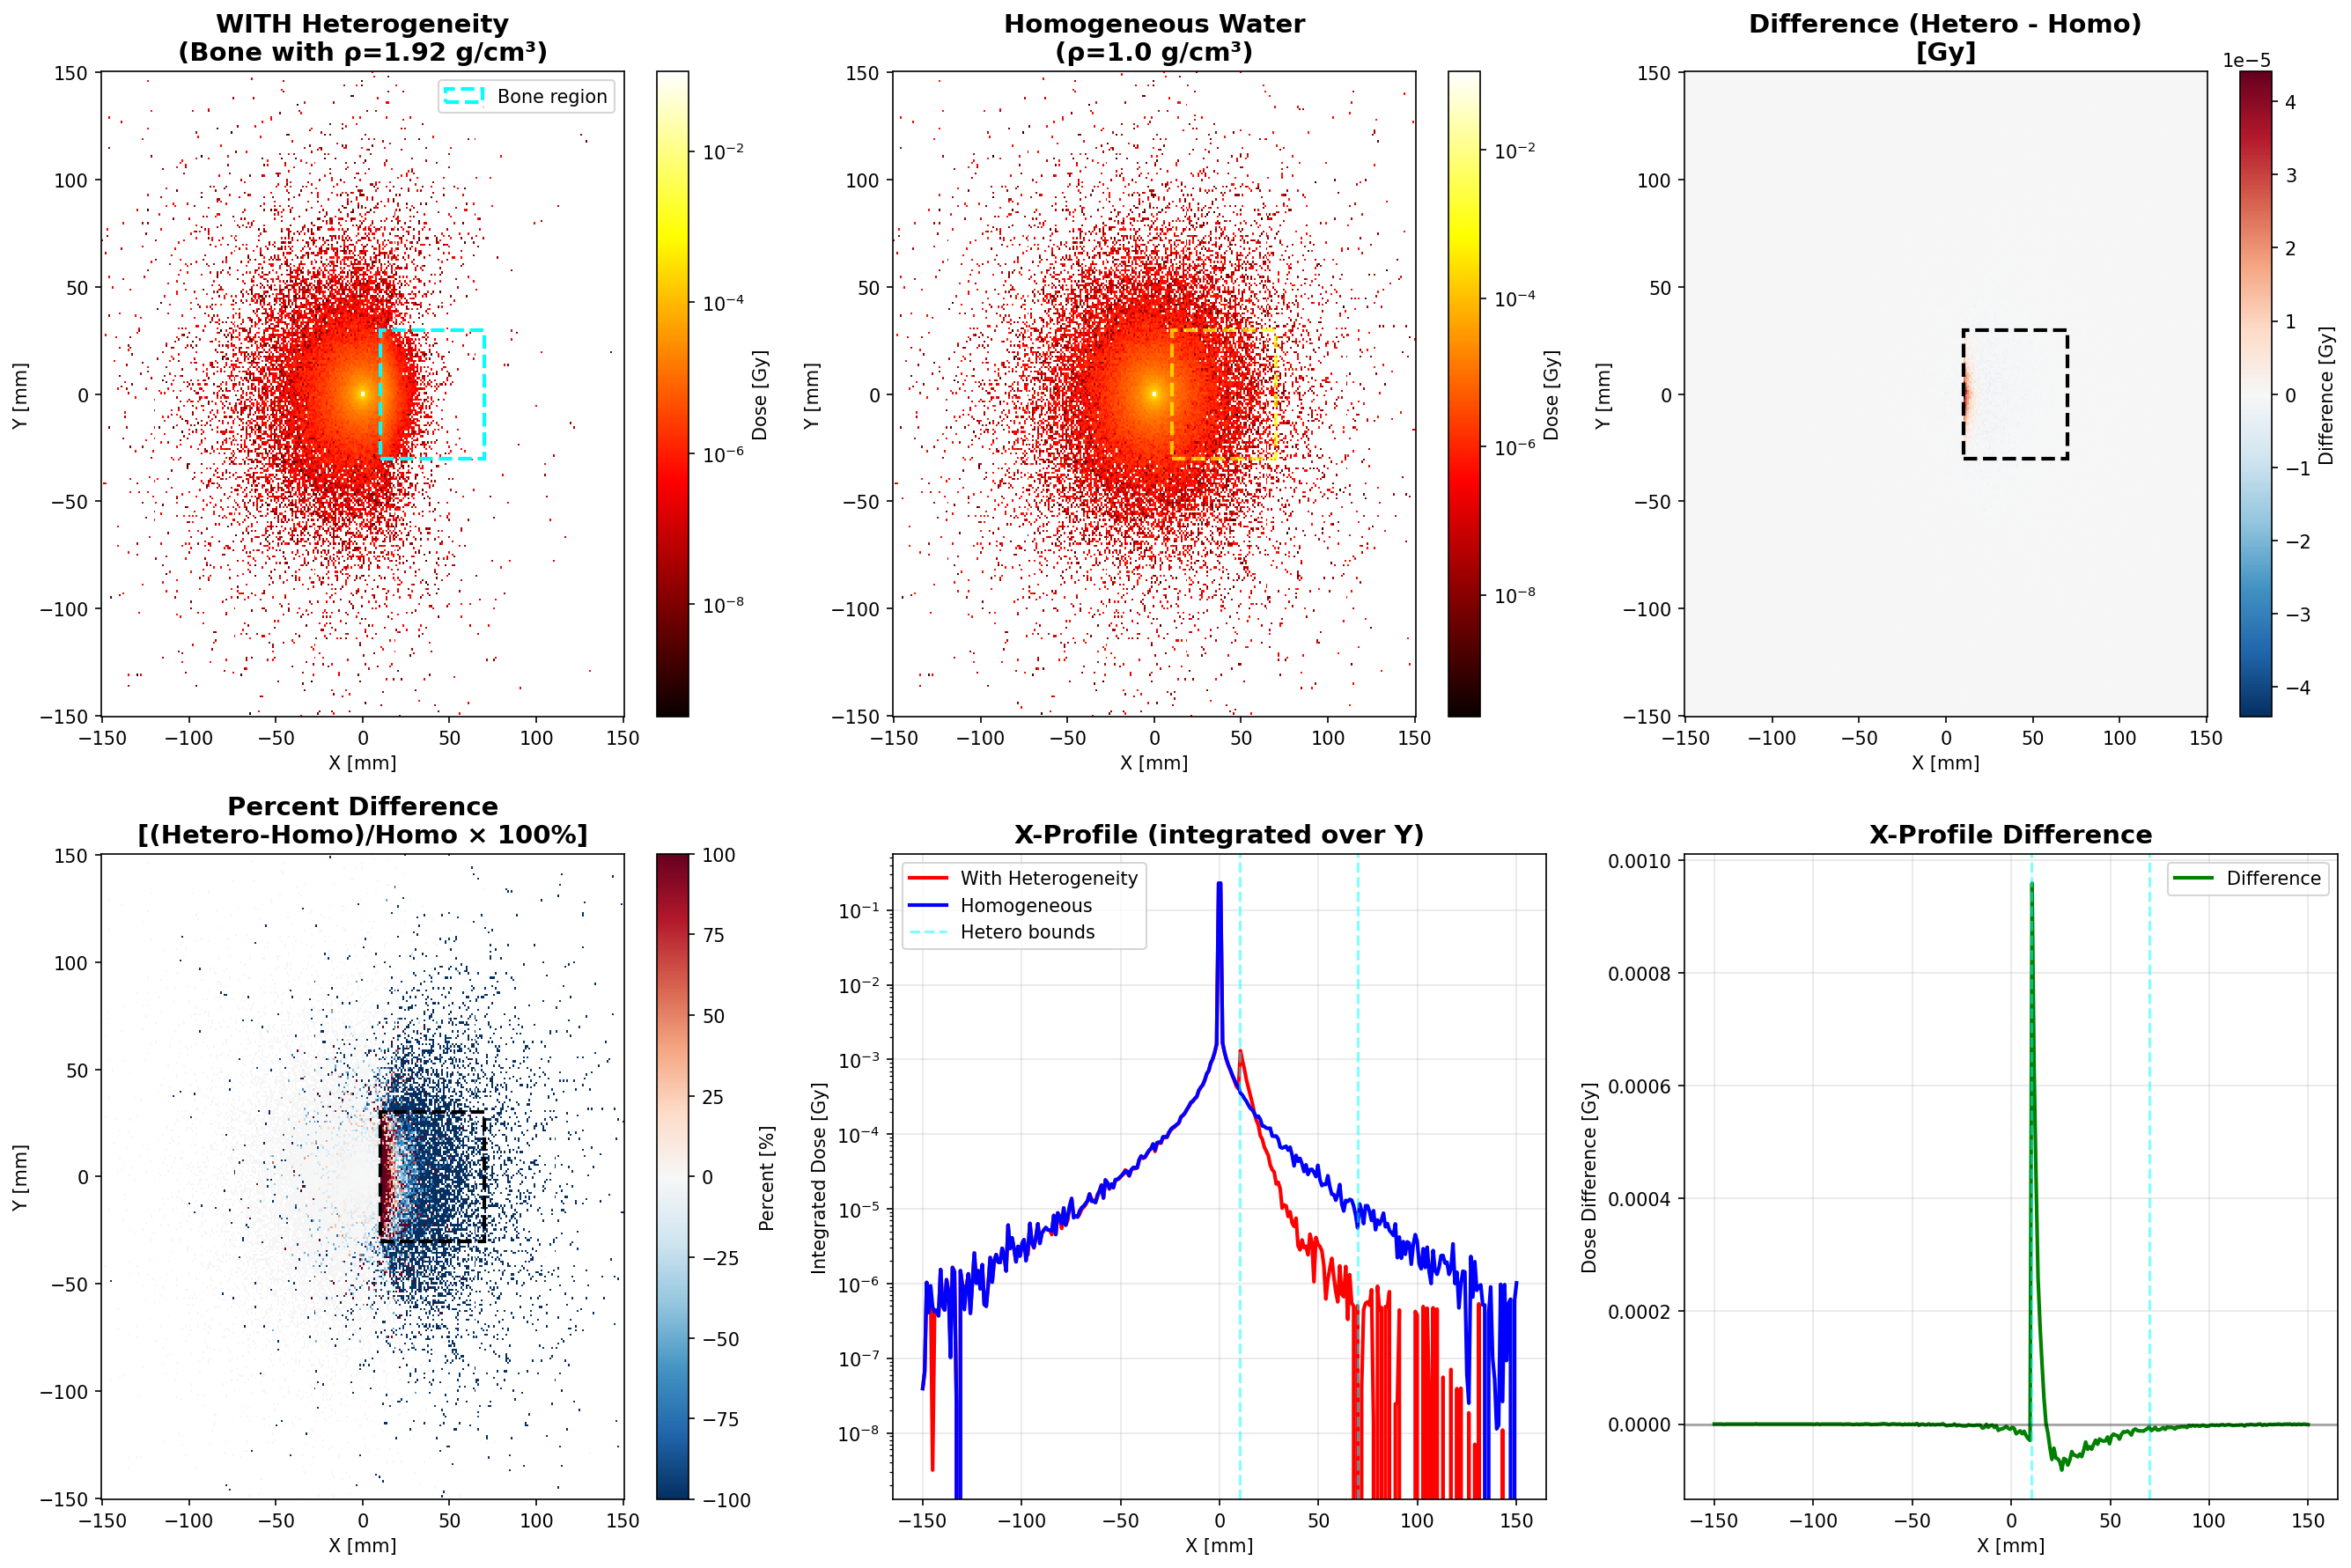 WITH Heterogeneity
(Bone with ρ=1.92 g/cm³)
Bone region
150
100
50
0
−50
−100
−150
Y [mm]
−150 −100 −50 0 50 100 150
X [mm]
10⁻²
10⁻⁴
10⁻⁶
10⁻⁸
Dose [Gy]
Homogeneous Water
(ρ=1.0 g/cm³)
150
100
50
0
−50
−100
−150
Y [mm]
−150 −100 −50 0 50 100 150
X [mm]
10⁻²
10⁻⁴
10⁻⁶
10⁻⁸
Dose [Gy]
Difference (Hetero - Homo)
[Gy]
150
100
50
0
−50
−100
−150
Y [mm]
−150 −100 −50 0 50 100 150
X [mm]
1e−5
4
3
2
1
0
−1
−2
−3
−4
Difference [Gy]
Percent Difference
[(Hetero-Homo)/Homo × 100%]
150
100
50
0
−50
−100
−150
Y [mm]
−150 −100 −50 0 50 100 150
X [mm]
100
75
50
25
0
−25
−50
−75
−100
Percent [%]
X-Profile (integrated over Y)
With Heterogeneity
Homogeneous
Hetero bounds
10⁻¹
10⁻²
10⁻³
10⁻⁴
10⁻⁵
10⁻⁶
10⁻⁷
10⁻⁸
Integrated Dose [Gy]
−150 −100 −50 0 50 100 150
X [mm]
X-Profile Difference
Difference
0.0010
0.0008
0.0006
0.0004
0.0002
0.0000
Dose Difference [Gy]
−150 −100 −50 0 50 100 150
X [mm]